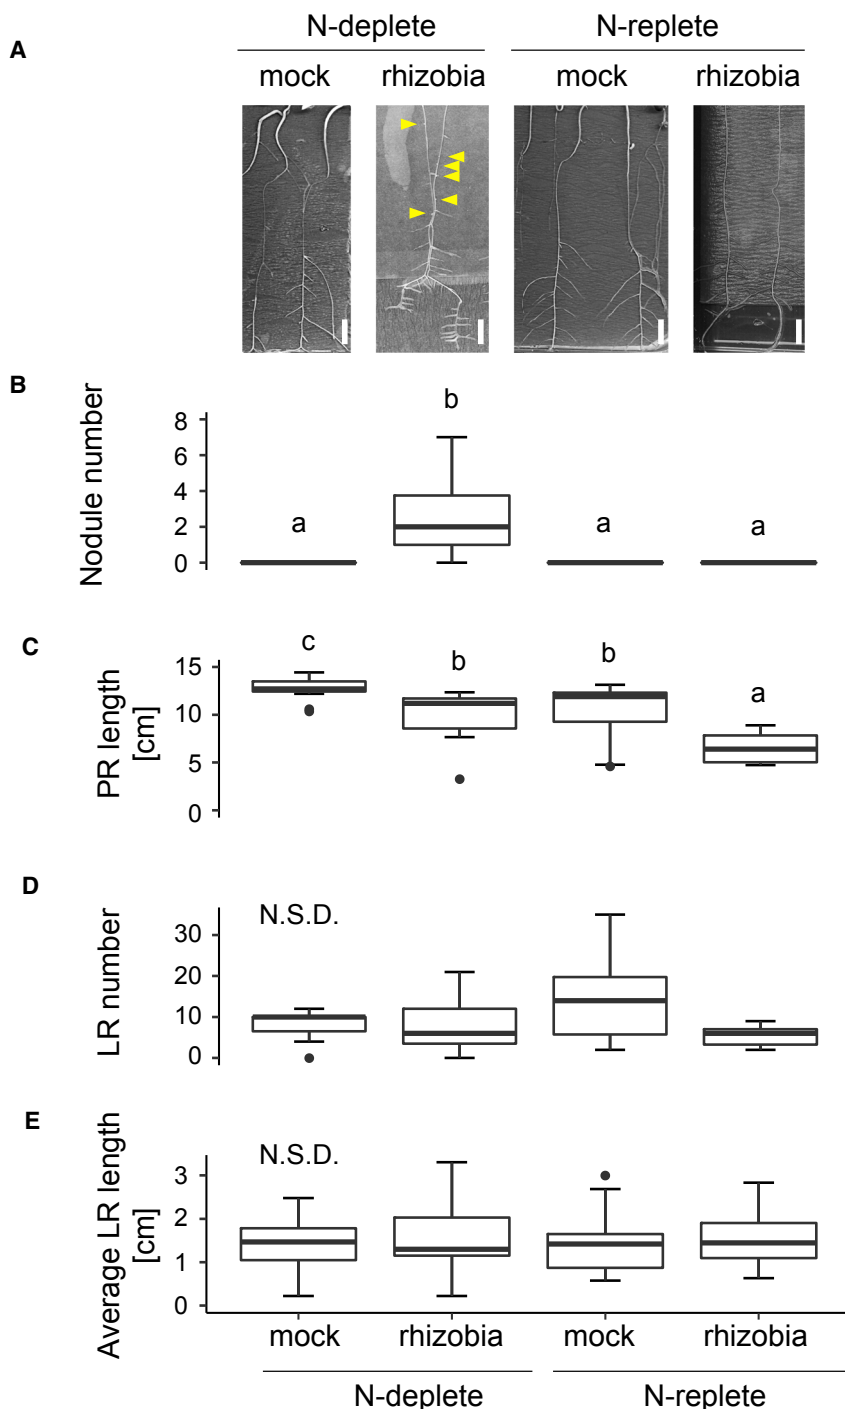 A
N-deplete N-replete
mock rhizobia mock rhizobia
B
Nodule number
8
6
4
2
0
a b a a
C
PR length
[cm]
15
10
5
0
c b b a
D
LR number
30
20
10
0
N.S.D.
E
Average LR length
[cm]
3
2
1
0
N.S.D.
mock rhizobia mock rhizobia
N-deplete N-replete